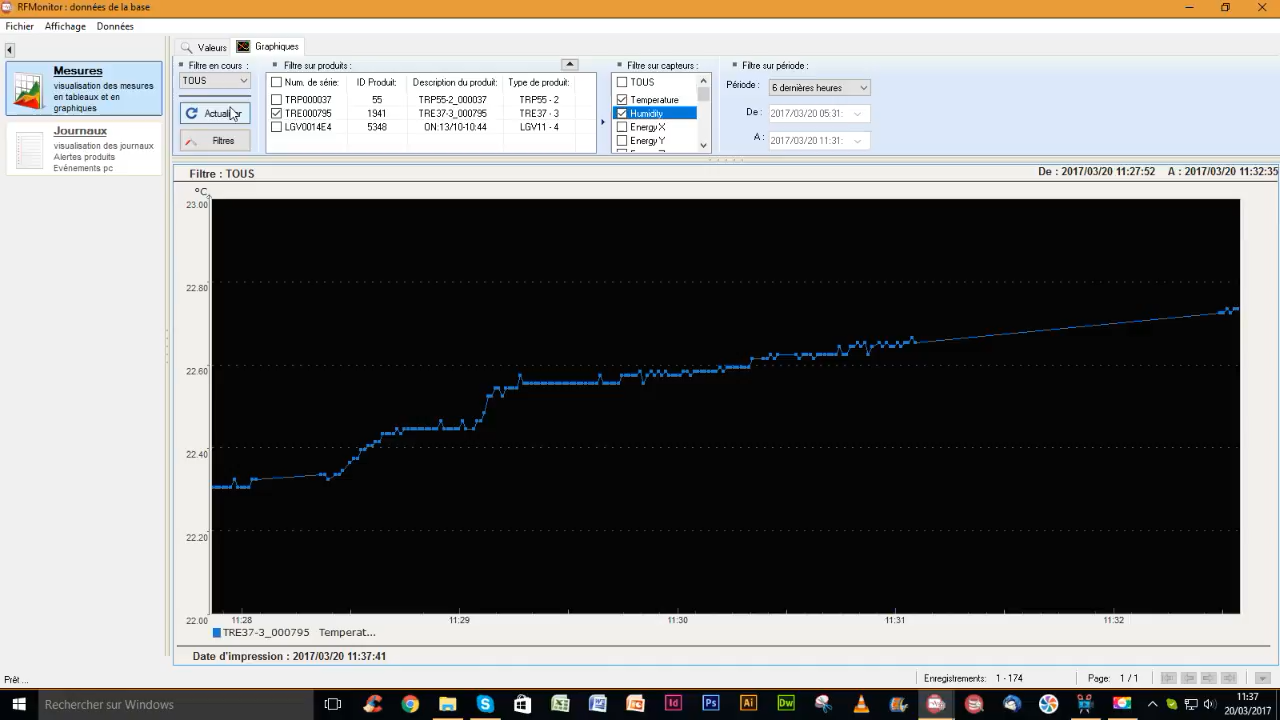 RFMonitor : données de la base
Fichier Affichage Données
Mesures
visualisation des mesures
en tableaux et en
graphiques
Journaux
visualisation des journaux
Alertes produits
Evénements pc
Valeurs Graphiques
Filtre en cours :
TOUS
Filtres
Filtre sur produits :
Num. de série: ID Produit: Description du produit: Type de produit:
TRP000037 55 TRP55-2_000037 TRP55 - 2
TRE000795 1941 TRE37-3_000795 TRE37 - 3
LGV0014E4 5348 ON:13/10-10:44 LGV11 - 4
Filtre sur capteurs :
TOUS
Temperature
Humidity
Energy X
Energy Y
Filtre sur période :
Période : 6 dernières heures
De : 2017/03/20 05:31:
A : 2017/03/20 11:31:
Filtre : TOUS
De : 2017/03/20 11:27:52 A : 2017/03/20 11:32:35
°C
23.00
22.80
22.60
22.40
22.20
22.00
11:28 11:29 11:30 11:31 11:32
TRE37-3_000795 Temperat...
Date d'impression : 2017/03/20 11:37:41
Prêt ...
Enregistrements: 1 - 174
Page: 1 / 1
Rechercher sur Windows
Id Ps Ai Dw
11:37
20/03/2017